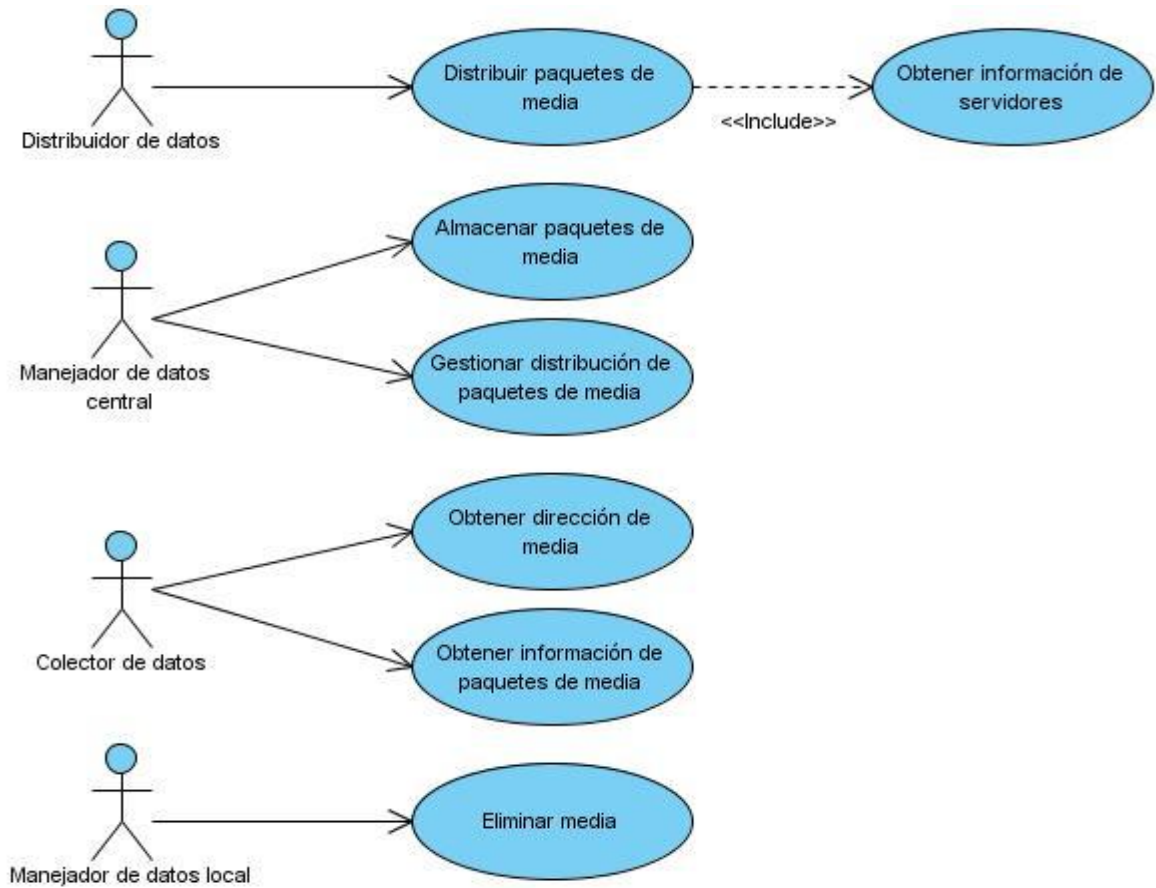 Distribuir paquetes de
media
Obtener información de
servidores
<<Include>>
Distribuidor de datos
Almacenar paquetes de
media
Manejador de datos
central
Gestionar distribución de
paquetes de media
Obtener dirección de
media
Colector de datos
Obtener información de
paquetes de media
Eliminar media
Manejador de datos local